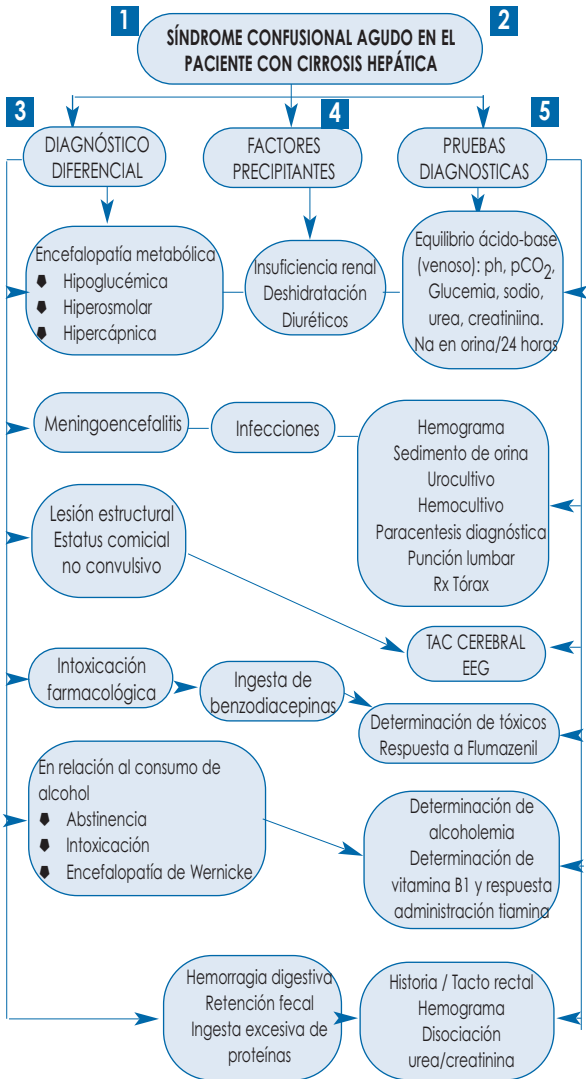 1
2
SÍNDROME CONFUSIONAL AGUDO EN EL
PACIENTE CON CIRROSIS HEPÁTICA
3
4
5
DIAGNÓSTICO
DIFERENCIAL
FACTORES
PRECIPITANTES
PRUEBAS
DIAGNOSTICAS
Encefalopatía metabólica
Hipoglucémica
Hiperosmolar
Hipercápnica
Insuficiencia renal
Deshidratación
Diuréticos
Equilibrio ácido-base
(venoso): ph, pCO₂,
Glucemia, sodio,
urea, creatiniina.
Na en orina/24 horas
Meningoencefalitis
Infecciones
Hemograma
Sedimento de orina
Urocultivo
Hemocultivo
Paracentesis diagnóstica
Punción lumbar
Rx Tórax
Lesión estructural
Estatus comicial
no convulsivo
TAC CEREBRAL
EEG
Intoxicación
farmacológica
Ingesta de
benzodiacepinas
Determinación de tóxicos
Respuesta a Flumazenil
En relación al consumo de
alcohol
Abstinencia
Intoxicación
Encefalopatía de Wernicke
Determinación de
alcoholemia
Determinación de
vitamina B1 y respuesta
administración tiamina
Hemorragia digestiva
Retención fecal
Ingesta excesiva de
proteínas
Historia / Tacto rectal
Hemograma
Disociación
urea/creatinina